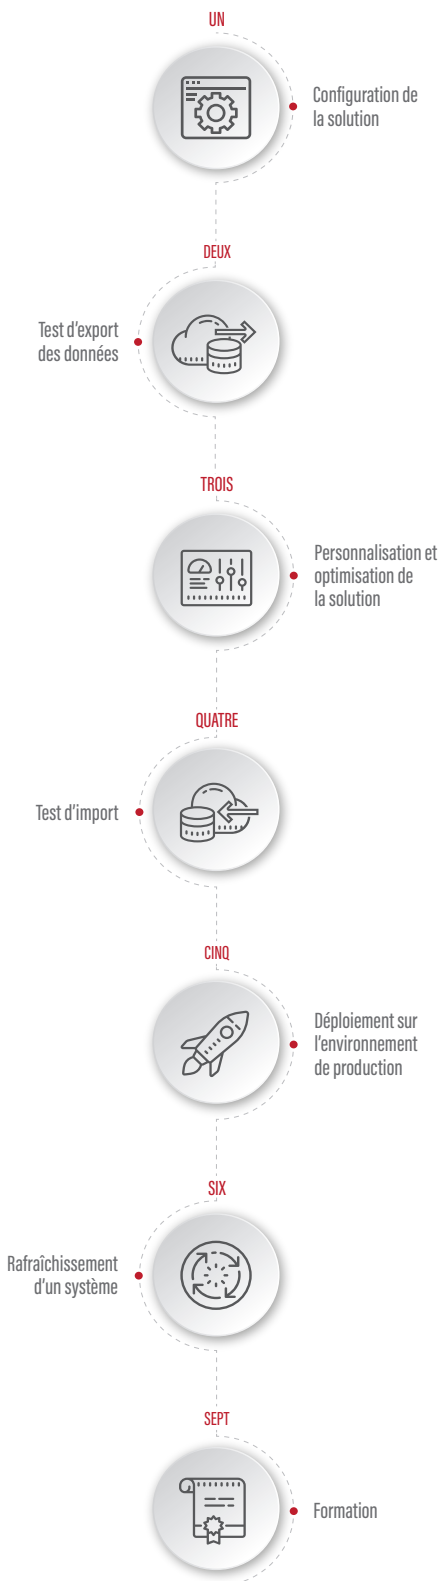 UN
Configuration de
la solution
DEUX
Test d’export
des données
TROIS
Personnalisation et
optimisation de
la solution
QUATRE
Test d’import
CINQ
Déploiement sur
l’environnement
de production
SIX
Rafraîchissement
d’un système
SEPT
Formation